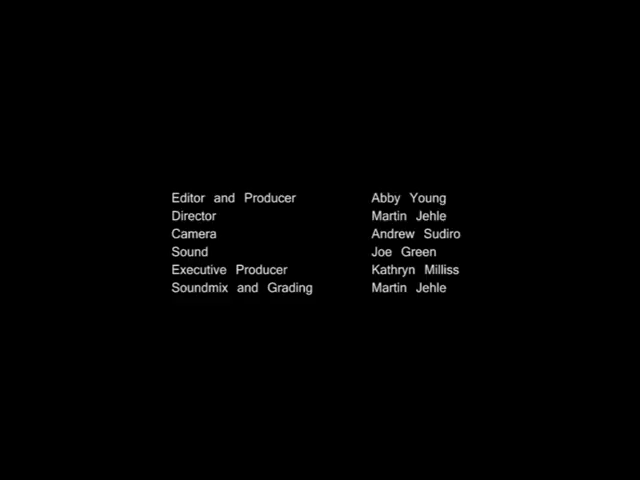 Editor and Producer Abby Young
Director Martin Jehle
Camera Andrew Sudiro
Sound Joe Green
Executive Producer Kathryn Milliss
Soundmix and Grading Martin Jehle